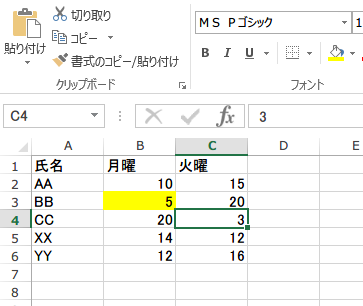 切り取り
コピー
貼り付け
書式のコピー/貼り付け
クリップボード
ＭＳ Ｐゴシック
B I U
フォント
C4 fx 3
A B C D E
1 氏名 月曜 火曜
2 AA 10 15
3 BB 5 20
4 CC 20 3
5 XX 14 12
6 YY 12 16